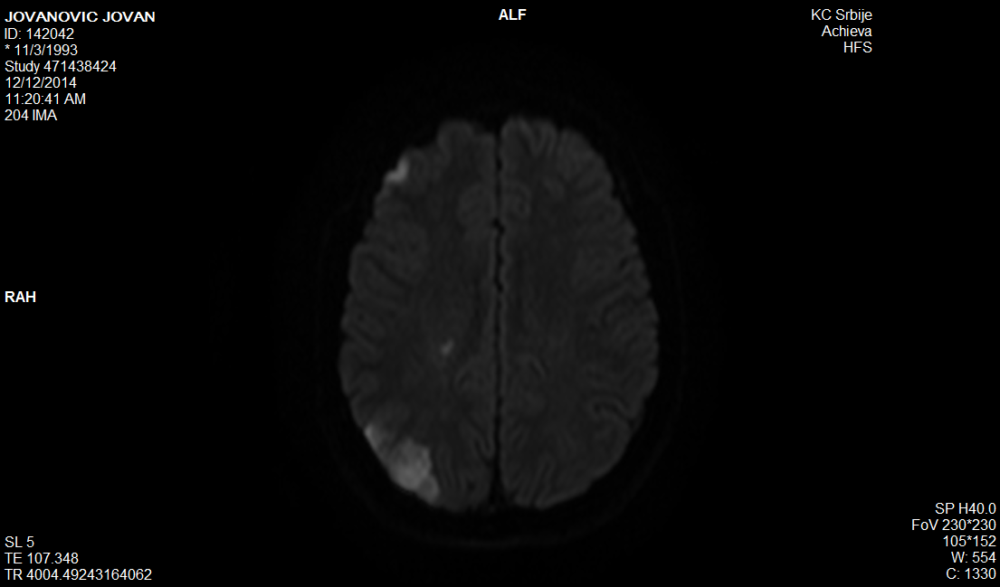 JOVANOVIC JOVAN
ID: 142042
* 11/3/1993
Study 471438424
12/12/2014
11:20:41 AM
204 IMA
ALF
KC Srbije
Achieva
HFS
RAH
SL 5
TE 107.348
TR 4004.49243164062
SP H40.0
FoV 230*230
105*152
W: 554
C: 1330